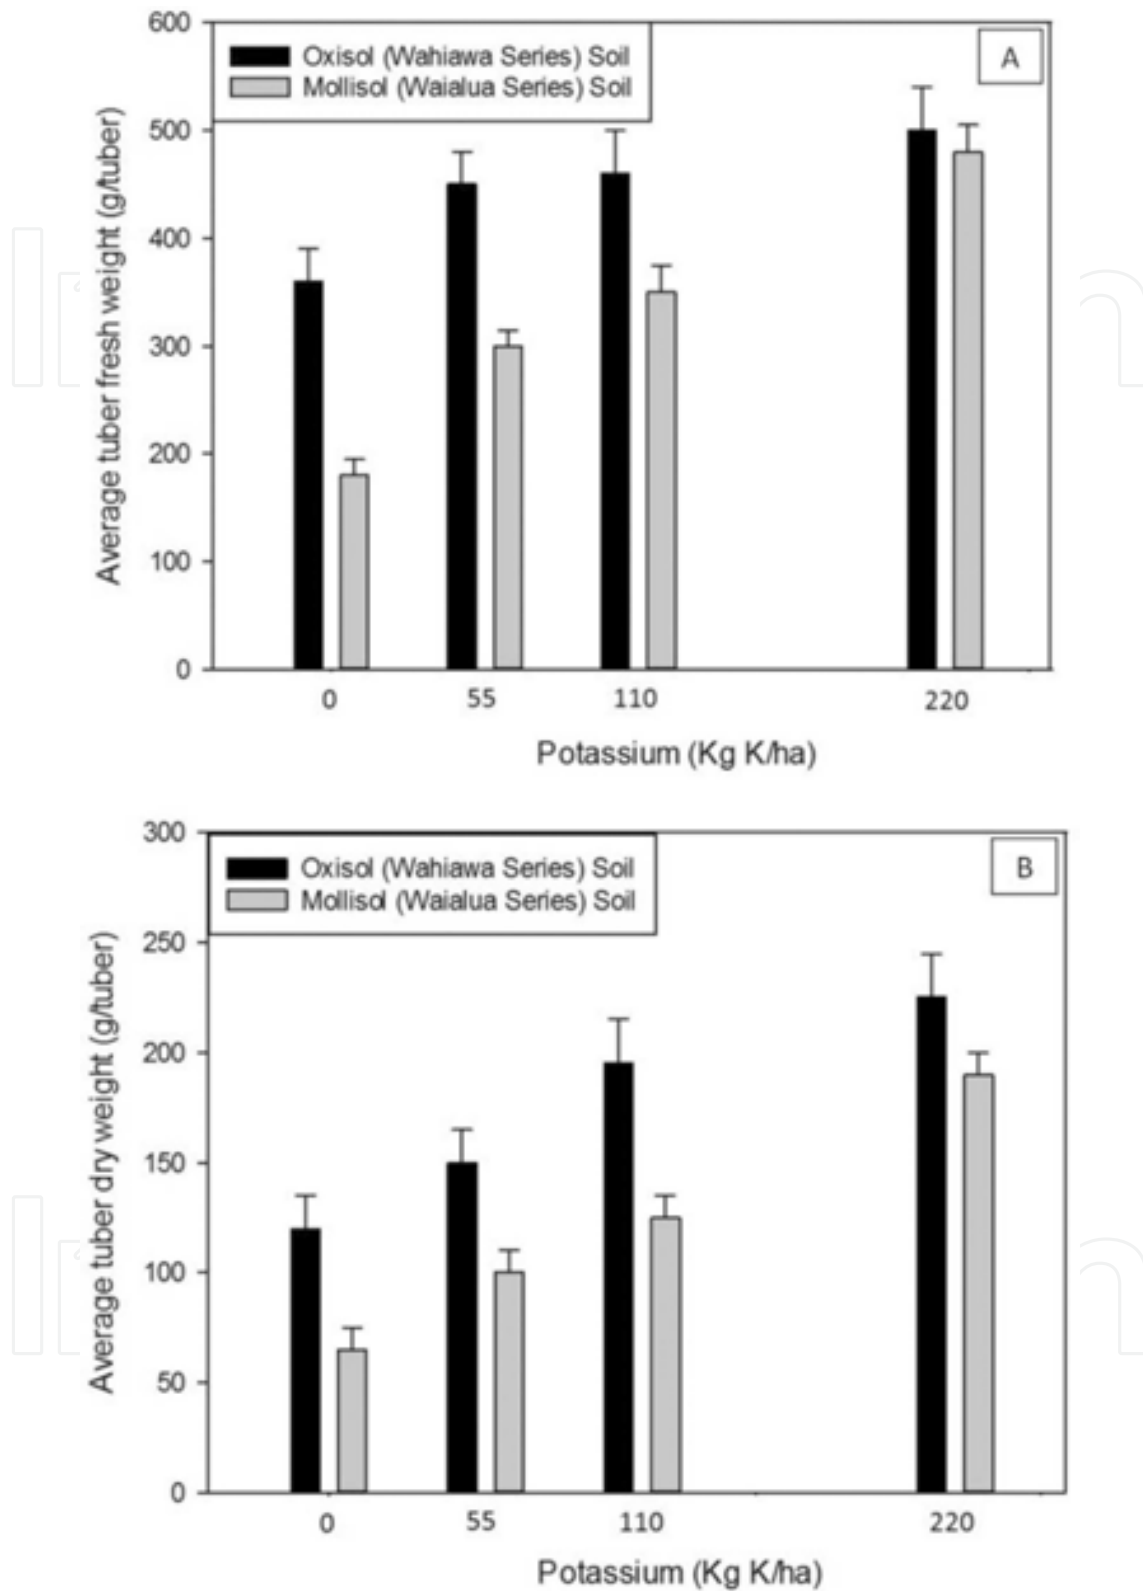 600
500
400
300
200
100
0
Average tuber fresh weight (g/tuber)
Oxisol (Wahiawa Series) Soil
Mollisol (Waialua Series) Soil
A
0 55 110 220
Potassium (Kg K/ha)
300
250
200
150
100
50
0
Average tuber dry weight (g/tuber)
Oxisol (Wahiawa Series) Soil
Mollisol (Waialua Series) Soil
B
0 55 110 220
Potassium (Kg K/ha)